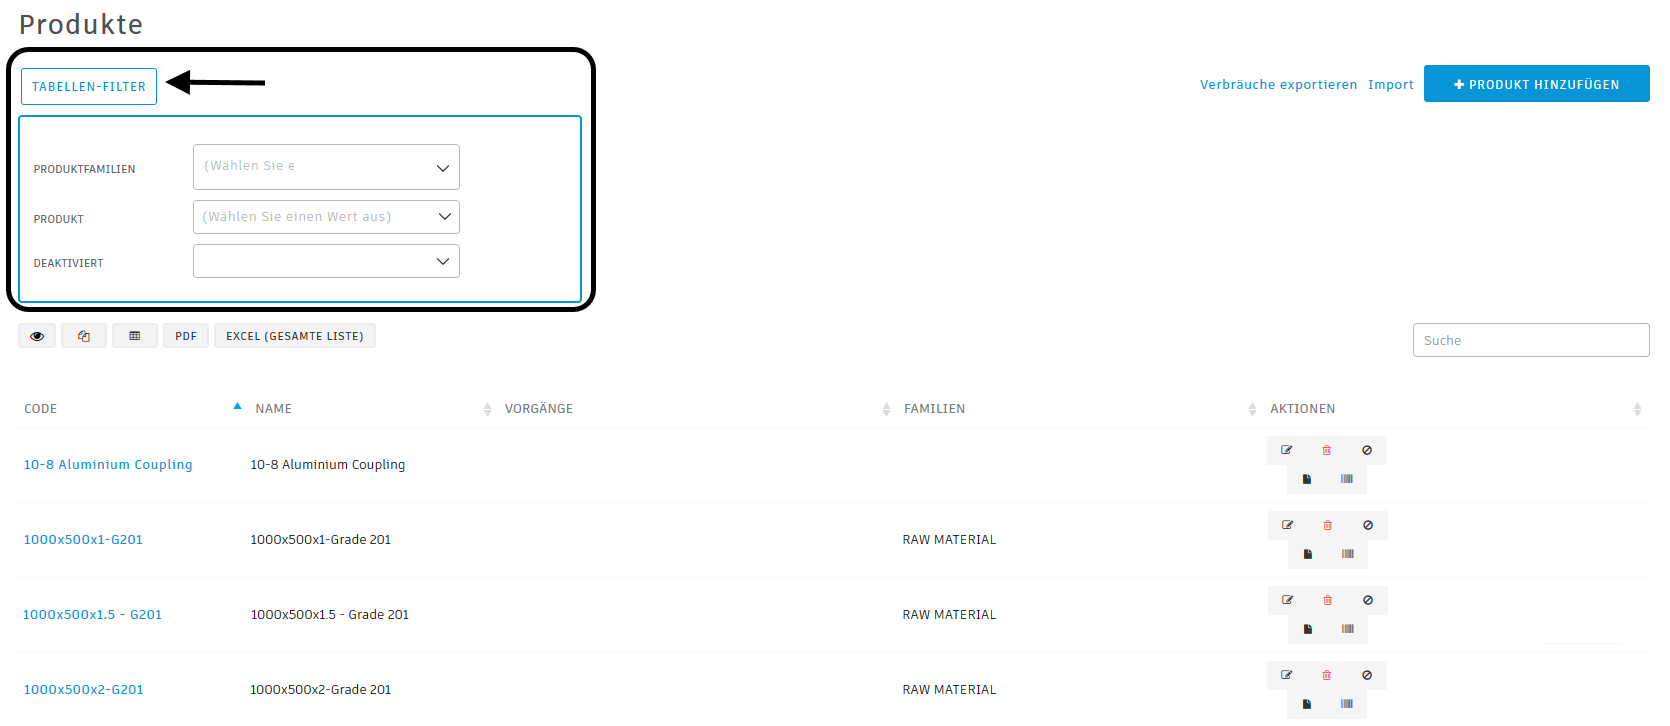 Produkte
TABELLEN-FILTER
Verbräuche exportieren Import PRODUKT HINZUFÜGEN
PRODUKTFAMILIEN (Wählen Sie e
PRODUKT (Wählen Sie einen Wert aus)
DEAKTIVIERT
PDF EXCEL (GESAMTE LISTE) Suche
CODE NAME VORGÄNGE FAMILIEN AKTIONEN
10-8 Aluminium Coupling 10-8 Aluminium Coupling
1000x500x1-G201 1000x500x1-Grade 201 RAW MATERIAL
1000x500x1.5 - G201 1000x500x1.5 - Grade 201 RAW MATERIAL
1000x500x2-G201 1000x500x2-Grade 201 RAW MATERIAL